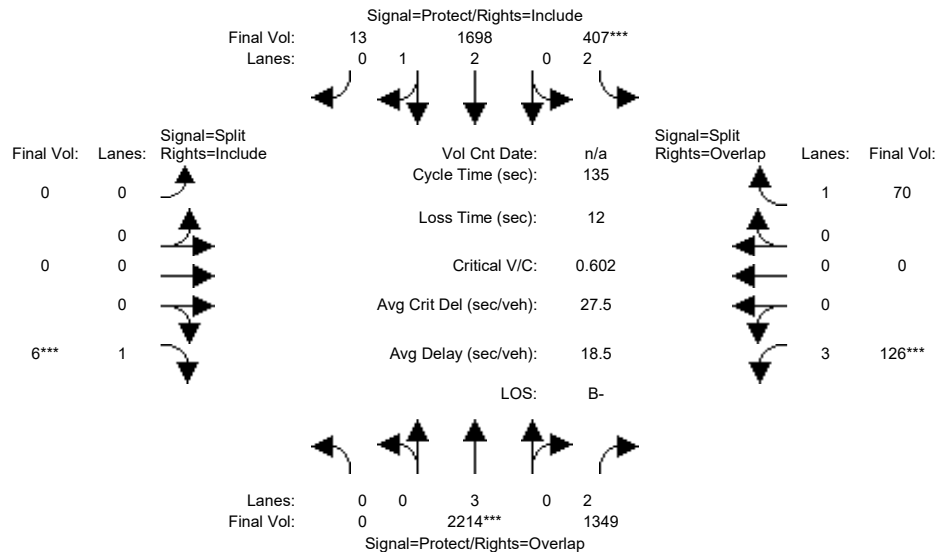 Signal=Protect/Rights=Include
Final Vol: 13 1698 407***
Lanes: 0 1 2 0 2
Signal=Split
Final Vol: Lanes: Rights=Include
Vol Cnt Date: n/a
Signal=Split
Rights=Overlap Lanes: Final Vol:
Cycle Time (sec): 135
0 0
1 70
Loss Time (sec): 12
0
0
0 0
Critical V/C: 0.602
0 0
0
Avg Crit Del (sec/veh): 27.5
0
6*** 1
Avg Delay (sec/veh): 18.5
3 126***
LOS: B-
Lanes: 0 0 3 0 2
Final Vol: 0 2214*** 1349
Signal=Protect/Rights=Overlap